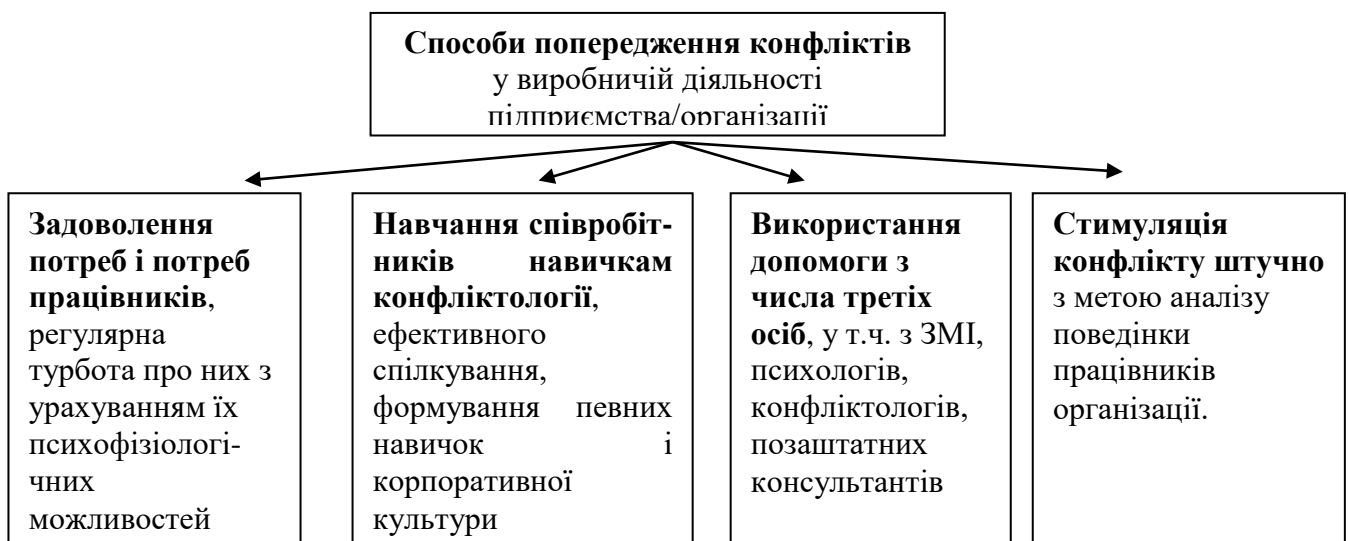 Способи попередження конфліктів
у виробничій діяльності
підприємства/організації
Задоволення
потреб і потреб
працівників,
регулярна
турбота про них з
урахуванням їх
психофізіологі-
чних
можливостей
Навчання співробіт-
ників навичкам
конфліктології,
ефективного
спілкування,
формування певних
навичок і
корпоративної
культури
Використання
допомоги з
числа третіх
осіб, у т.ч. з ЗМІ,
психологів,
конфліктологів,
позаштатних
консультантів
Стимуляція
конфлікту штучно
з метою аналізу
поведінки
працівників
організації.